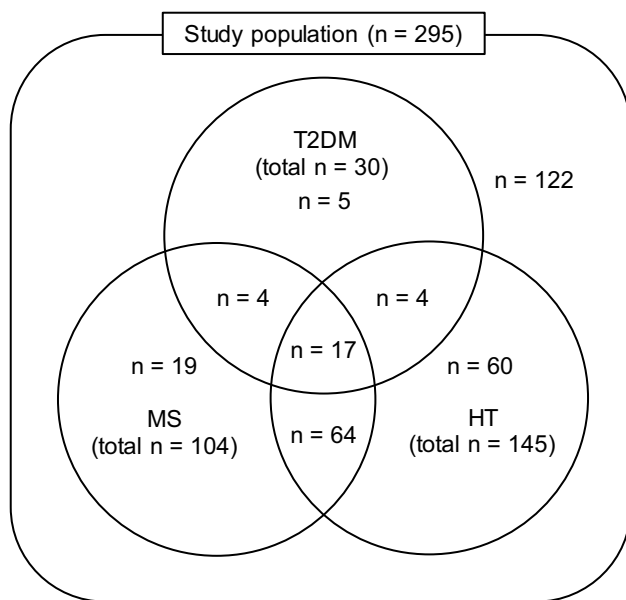 Study population (n = 295)
T2DM
(total n = 30)
n = 5
n = 122
n = 4
n = 4
n = 17
n = 19
n = 60
MS
(total n = 104)
n = 64
HT
(total n = 145)